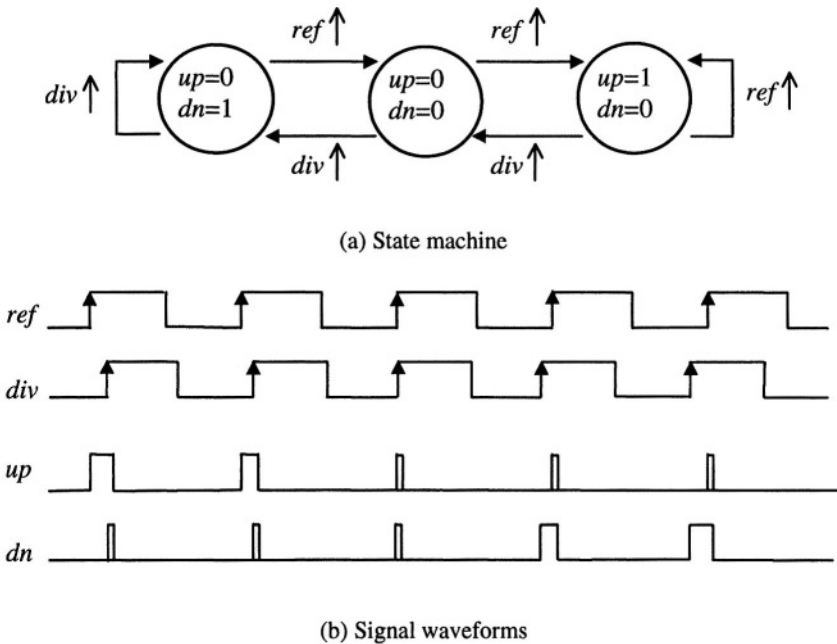 ref ↑ ref ↑
div ↑ up=0 up=0 up=1 ref ↑
dn=1 dn=0 dn=0
div ↑ div ↑
(a) State machine
ref
div
up
dn
(b) Signal waveforms